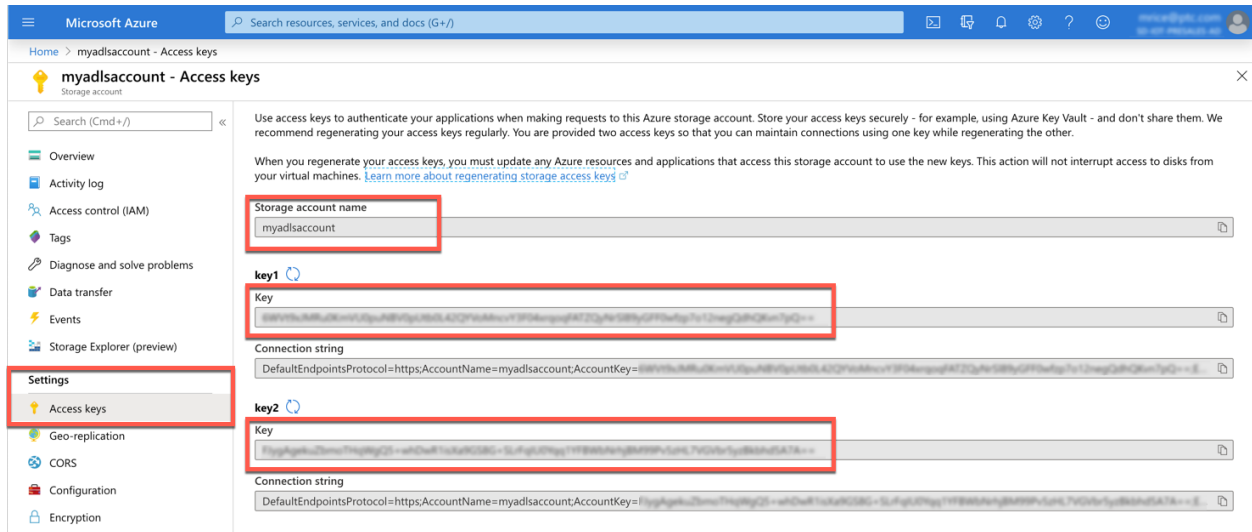 Microsoft Azure
Search resources, services, and docs (G+/)
Home > myadlsaccount - Access keys
myadlsaccount - Access keys
Storage account
Search (Cmd+/)
«
Overview
Activity log
Access control (IAM)
Tags
Diagnose and solve problems
Data transfer
Events
Storage Explorer (preview)
Settings
Access keys
Geo-replication
CORS
Configuration
Encryption
Use access keys to authenticate your applications when making requests to this Azure storage account. Store your access keys securely - for example, using Azure Key Vault - and don't share them. We
recommend regenerating your access keys regularly. You are provided two access keys so that you can maintain connections using one key while regenerating the other.
When you regenerate your access keys, you must update any Azure resources and applications that access this storage account to use the new keys. This action will not interrupt access to disks from
your virtual machines. Learn more about regenerating storage access keys
Storage account name
myadlsaccount
key1
Key
Connection string
DefaultEndpointsProtocol=https;AccountName=myadlsaccount;AccountKey=
key2
Key
Connection string
DefaultEndpointsProtocol=https;AccountName=myadlsaccount;AccountKey=